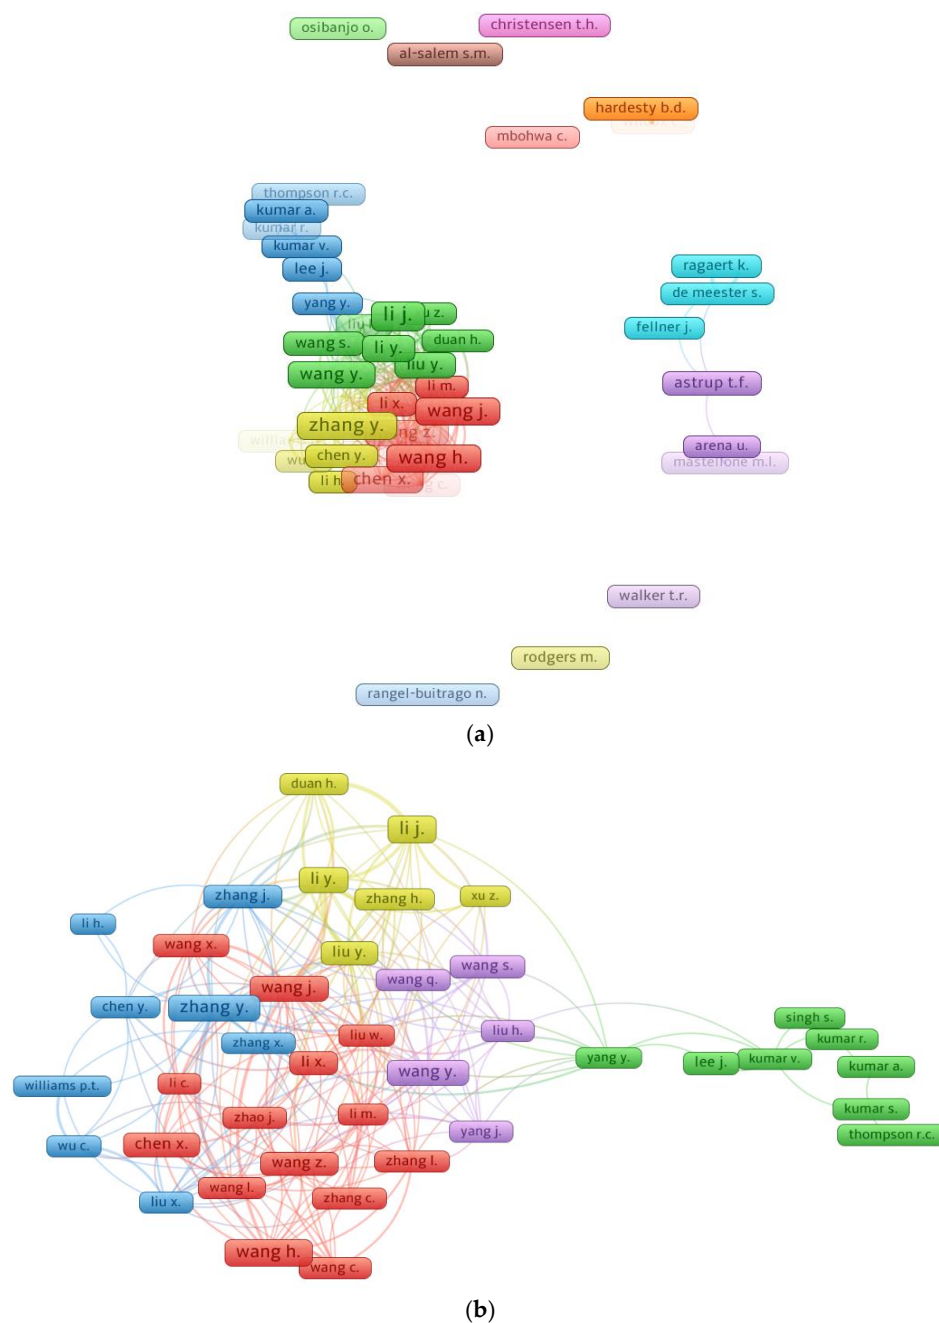 osibanjo o.
christensen t.h.
al-salem s.m.
hardesty b.d.
mbohwa c.
thompson r.c.
kumar a.
kumar r.
kumar v.
lee j.
ragaert k.
de meester s.
yang y.
li j.
u z.
fellner j.
liu
wang s.
li y.
duan h.
liu y.
wang y.
li m.
astrup t.f.
li x.
wang j.
zhang y.
z.
william
arena u.
wu
chen y.
wang h.
mastellone m.l.
li h.
chen x.
c.
walker t.r.
rodgers m.
rangel-buitrago n.
(a)
duan h.
li j.
li y.
zhang j.
zhang h.
xu z.
li h.
wang x.
liu y.
wang s.
wang q.
wang j.
chen y.
zhang y.
singh s.
liu h.
liu w.
kumar r.
zhang x.
yang y.
lee j.
kumar v.
li x.
kumar a.
wang y.
williams p.t.
li c.
kumar s.
zhao j.
li m.
yang j.
thompson r.c.
wu c.
chen x.
wang z.
zhang l.
wang l.
zhang c.
liu x.
wang h.
wang c.
(b)